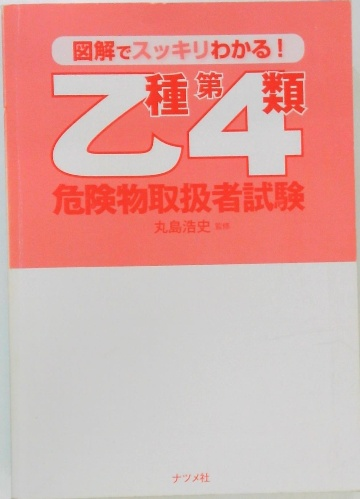 図解でスッキリわかる!
乙種第4類
危険物取扱者試験
丸島浩史 監修
ナツメ社